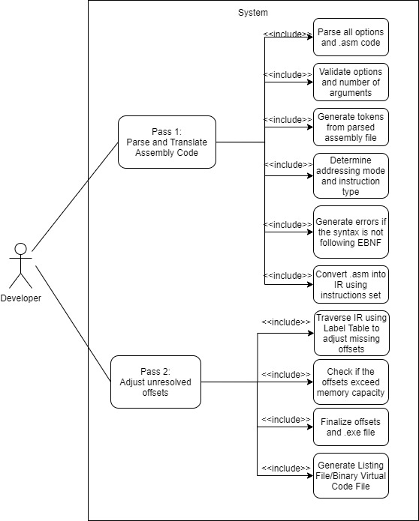 System
<<include>>
Parse all options
and .asm code
<<include>>
Validate options
and number of
arguments
<<include>>
Generate tokens
from parsed
assembly file
Pass 1:
Parse and Translate
Assembly Code
<<include>>
Determine
addressing mode
and instruction
type
<<include>>
Generate errors if
the syntax is not
following EBNF
<<include>>
Convert .asm into
IR using
instructions set
Developer
<<include>>
Traverse IR using
Label Table to
adjust missing
offsets
Pass 2:
Adjust unresolved
offsets
<<include>>
Check if the
offsets exceed
memory capacity
<<include>>
Finalize offsets
and .exe file
<<include>>
Generate Listing
File/Binary Virtual
Code File